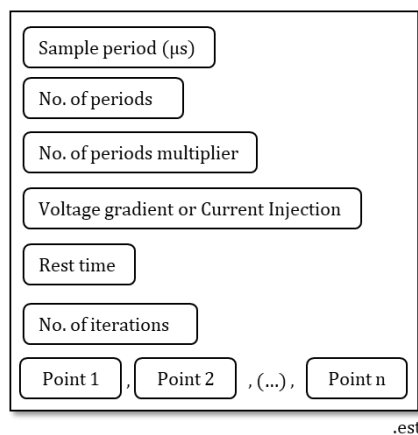 Sample period (μs)
No. of periods
No. of periods multiplier
Voltage gradient or Current Injection
Rest time
No. of iterations
Point 1 , Point 2 , (...) , Point n
.est